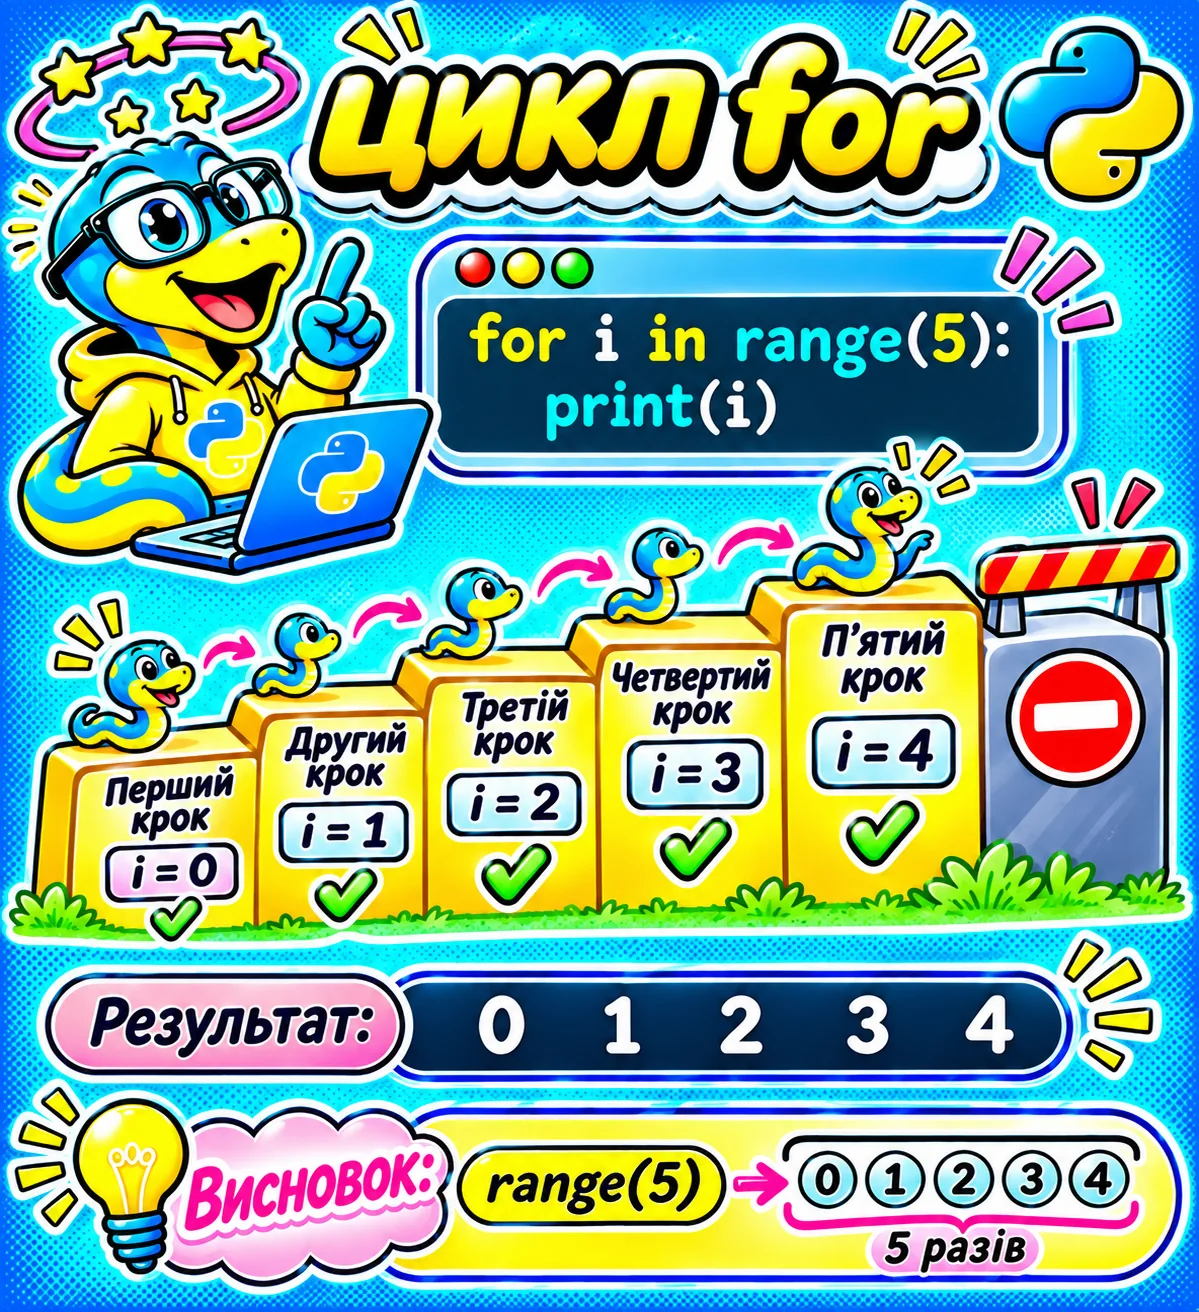 цикл for
for i in range(5):
print(i)
Перший
крок
i = 0
Другий
крок
i = 1
Третій
крок
i = 2
Четвертий
крок
i = 3
П'ятий
крок
i = 4
Результат: 0 1 2 3 4
Висновок: range(5) → 0 1 2 3 4
5 разів